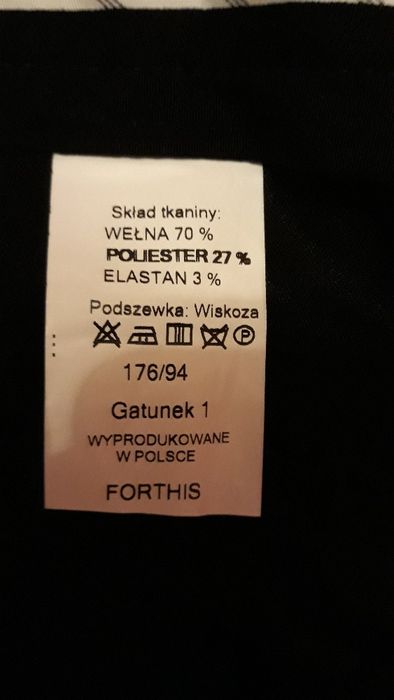 Skład tkaniny:
WEŁNA 70 %
POLIESTER 27 %
ELASTAN 3 %
Podszewka: Wiskoza
P
176/94
Gatunek 1
WYPRODUKOWANE
W POLSCE
FORTHIS